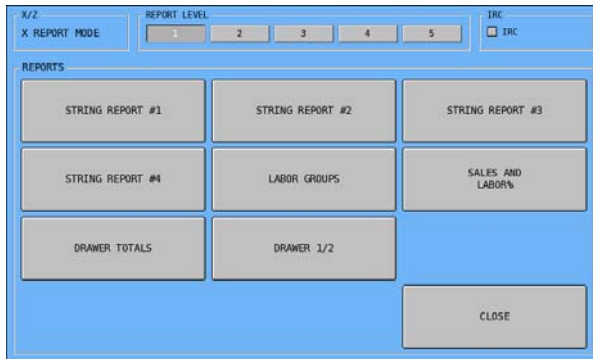 X/Z
REPORT LEVEL
IRC
X REPORT MODE
1 2 3 4 5
IRC
REPORTS
STRING REPORT #1
STRING REPORT #2
STRING REPORT #3
STRING REPORT #4
LABOR GROUPS
SALES AND
LABOR%
DRAWER TOTALS
DRAWER 1/2
CLOSE